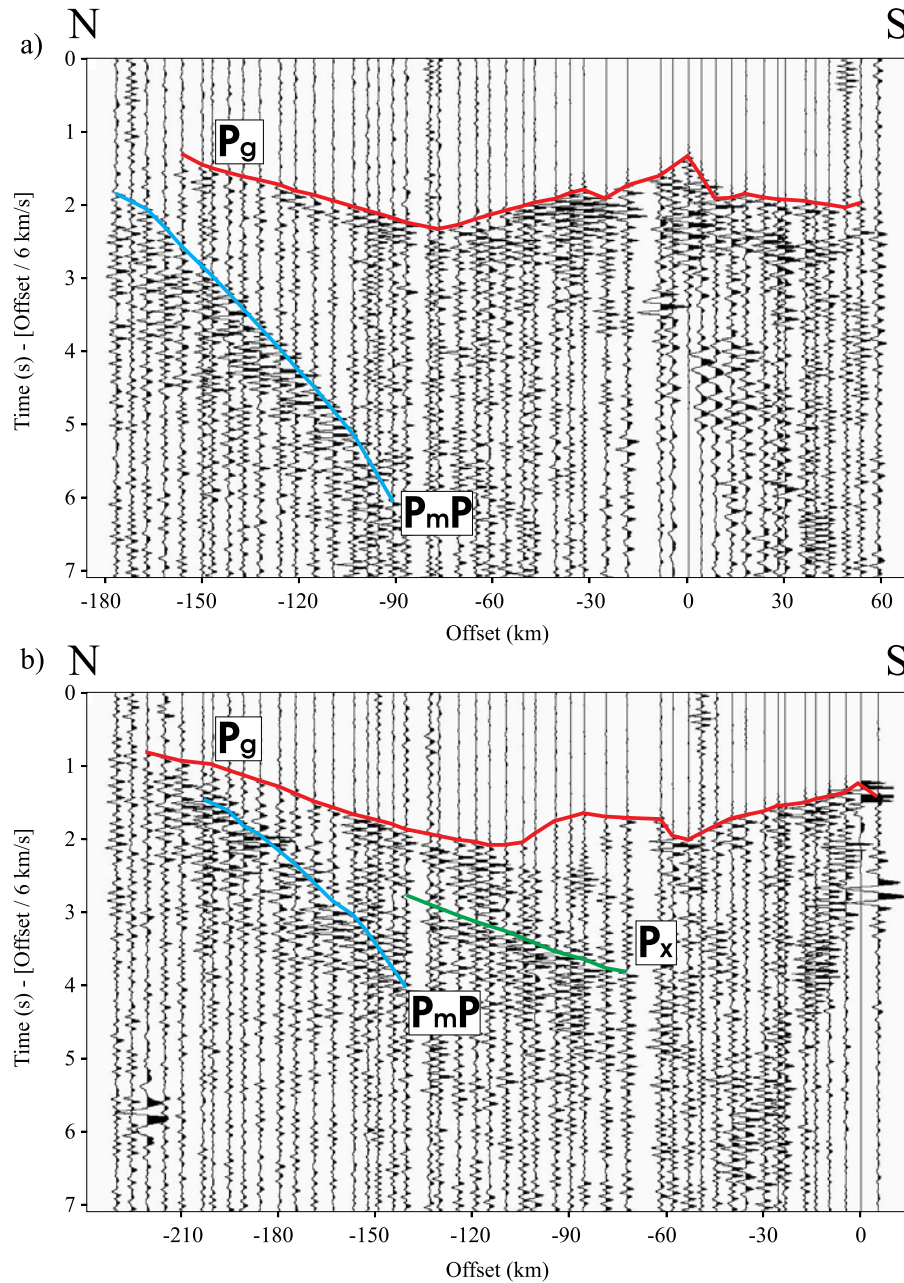 N S
a)
0
1
2
3
4
5
6
7
Time (s) - [Offset / 6 km/s]
Pg
PmP
-180 -150 -120 -90 -60 -30 0 30 60
Offset (km)
b) N S
0
1
2
3
4
5
6
7
Time (s) - [Offset / 6 km/s]
Pg
Px
PmP
-210 -180 -150 -120 -90 -60 -30 0
Offset (km)